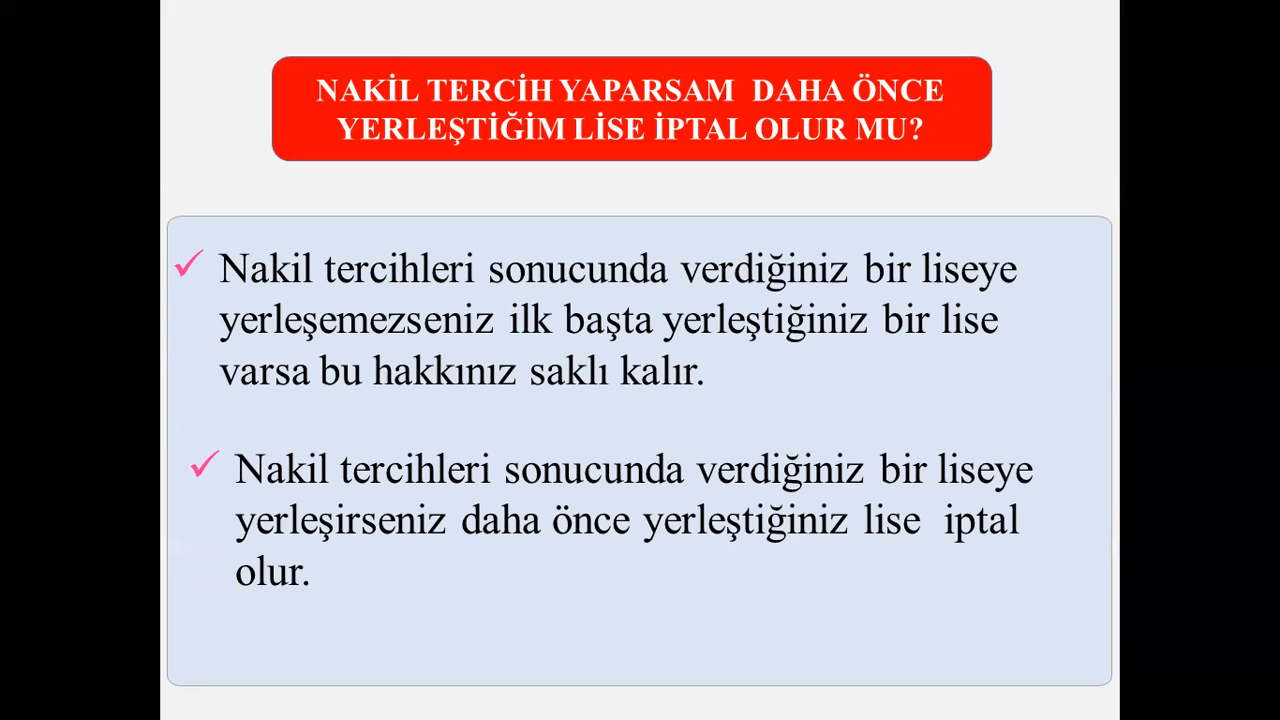 NAKİL TERCİH YAPARSAM DAHA ÖNCE
YERLEŞTİĞİM LİSE İPTAL OLUR MU?
✓ Nakil tercihleri sonucunda verdiğiniz bir liseye
yerleşemezseniz ilk başta yerleştiğiniz bir lise
varsa bu hakkınız saklı kalır.
✓ Nakil tercihleri sonucunda verdiğiniz bir liseye
yerleşirseniz daha önce yerleştiğiniz lise iptal
olur.